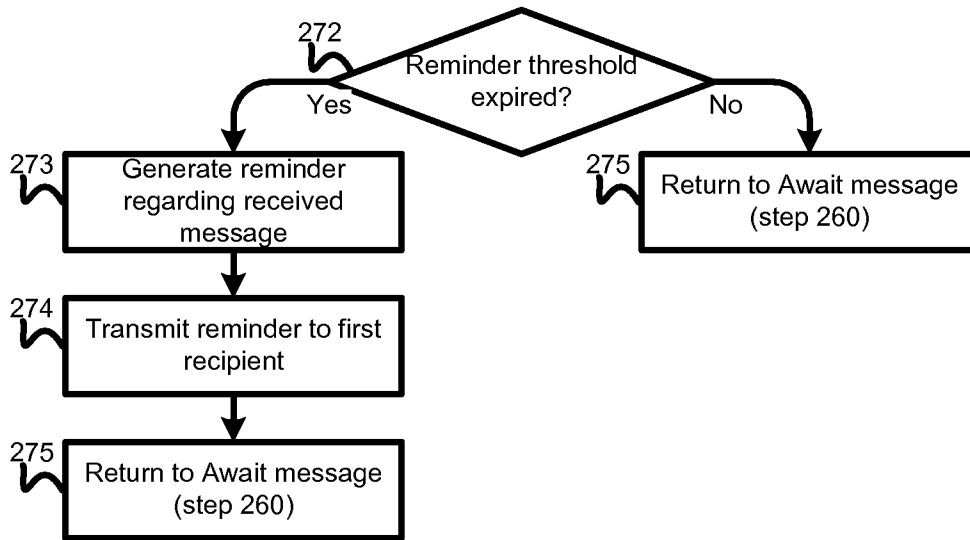 272
Reminder threshold
expired?
Yes
No
273
Generate reminder
regarding received
message
275
Return to Await message
(step 260)
274
Transmit reminder to first
recipient
275
Return to Await message
(step 260)